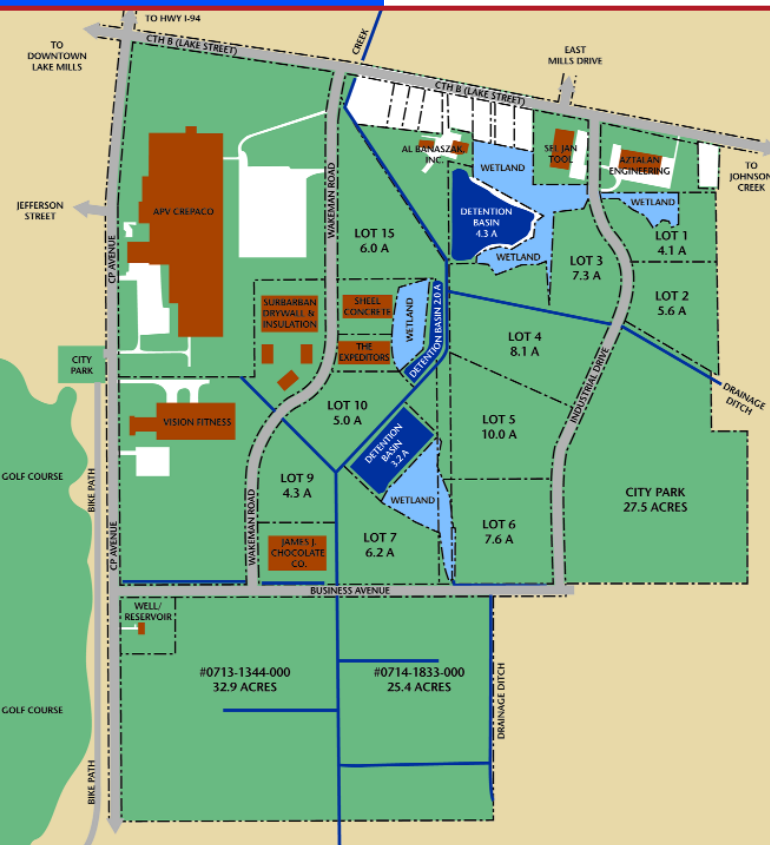 TO HWY I-94
TO
DOWNTOWN
LAKE MILLS
CTH B (LAKE STREET)
CREEK
EAST
MILLS DRIVE
CTH B (LAKE STREET)
AL BANASZAK,
INC.
WETLAND
SEL JAN
TOOL
AZTALAN
ENGINEERING
TO
JOHNSON
CREEK
JEFFERSON
STREET
APV CREPACO
WAKEMAN ROAD
CP AVENUE
DETENTION
BASIN
4.3 A
WETLAND
WETLAND
LOT 15
6.0 A
LOT 3
7.3 A
LOT 1
4.1 A
LOT 2
5.6 A
SURBARBAN
DRYWALL &
INSULATION
SHELL
CONCRETE
WETLAND
DETENTION BASIN 2.0 A
THE
EXPEDITORS
LOT 4
8.1 A
INDUSTRIAL DRIVE
DRAINAGE
DITCH
CITY
PARK
VISION FITNESS
LOT 10
5.0 A
LOT 5
10.0 A
DETENTION
BASIN
3.2 A
WETLAND
GOLF COURSE
BIKE PATH
LOT 9
4.3 A
CITY PARK
27.5 ACRES
CP AVENUE
WAKEMAN ROAD
JAMES J.
CHOCOLATE
CO.
LOT 7
6.2 A
LOT 6
7.6 A
BUSINESS AVENUE
WELL/
RESERVOIR
#0713-1344-000
32.9 ACRES
#0714-1833-000
25.4 ACRES
DRAINAGE DITCH
GOLF COURSE
BIKE PATH